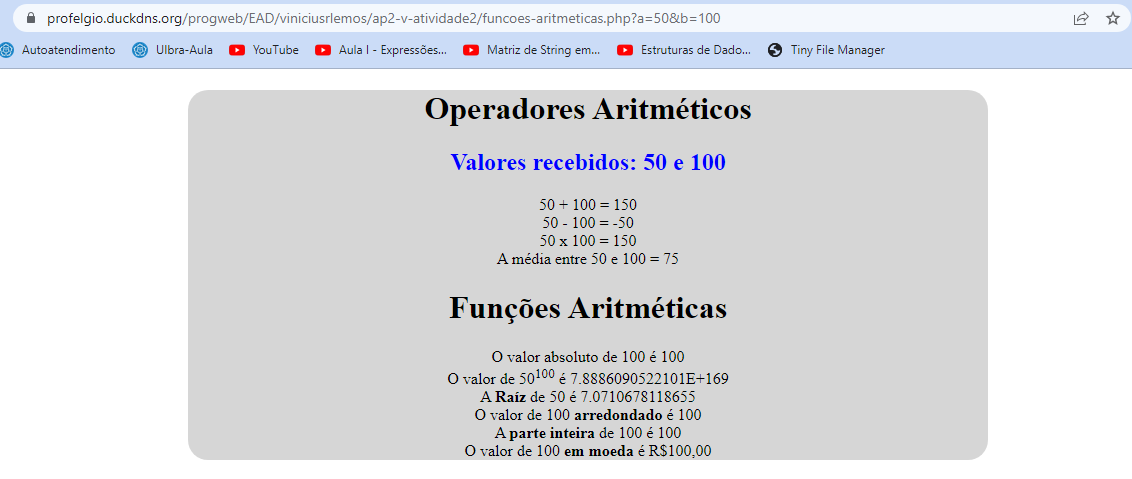 profelgio.duckdns.org/progweb/EAD/viniciusrlemos/ap2-v-atividade2/funcoes-aritmeticas.php?a=50&b=100
Autoatendimento Ulbra-Aula YouTube Aula I - Expressões... Matriz de String em... Estruturas de Dado... Tiny File Manager
Operadores Aritméticos
Valores recebidos: 50 e 100
50 + 100 = 150
50 - 100 = -50
50 x 100 = 150
A média entre 50 e 100 = 75
Funções Aritméticas
O valor absoluto de 100 é 100
O valor de 50^100 é 7.8886090522101E+169
A Raíz de 50 é 7.0710678118655
O valor de 100 arredondado é 100
A parte inteira de 100 é 100
O valor de 100 em moeda é R$100,00